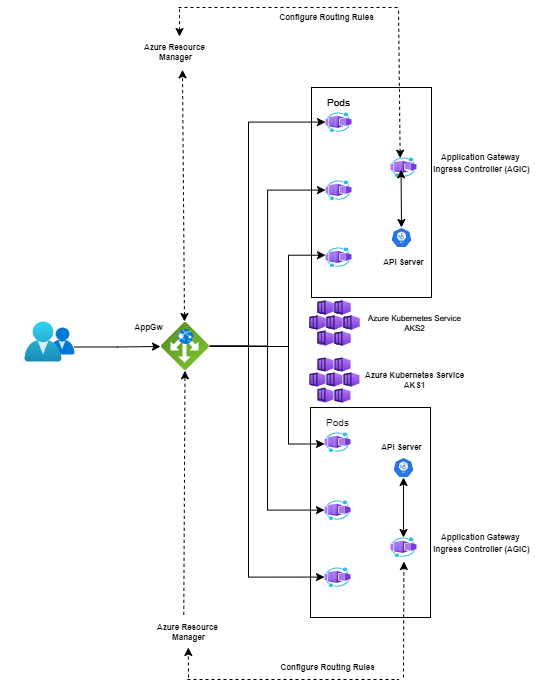 Configure Routing Rules
Azure Resource
Manager
Pods
Application Gateway
Ingress Controller (AGIC)
API Server
Azure Kubernetes Service
AKS2
AppGw
Azure Kubernetes Service
AKS1
Pods
API Server
Application Gateway
Ingress Controller (AGIC)
Azure Resource
Manager
Configure Routing Rules